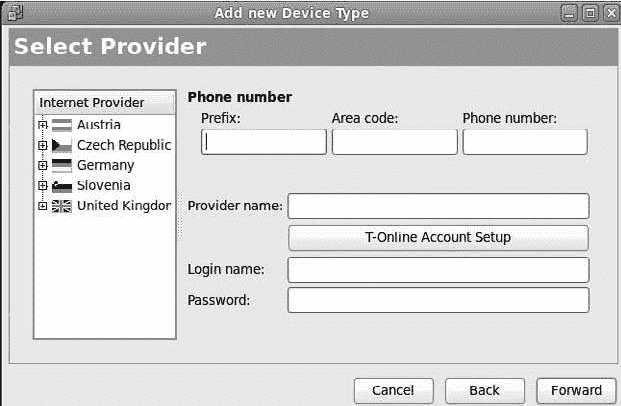 Add new Device Type
Select Provider
Internet Provider
Austria
Czech Republic
Germany
Slovenia
United Kingdor
Phone number
Prefix:
Area code:
Phone number:
Provider name:
T-Online Account Setup
Login name:
Password:
Cancel
Back
Forward